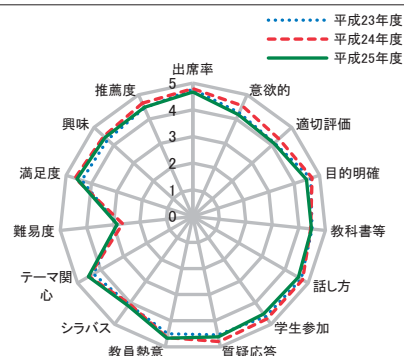 平成23年度
平成24年度
平成25年度
出席率
意欲的
適切評価
目的明確
教科書等
話し方
学生参加
質疑応答
教員熱意
シラバス
テーマ関
心
難易度
満足度
興味
推薦度
5
4
3
2
1
0